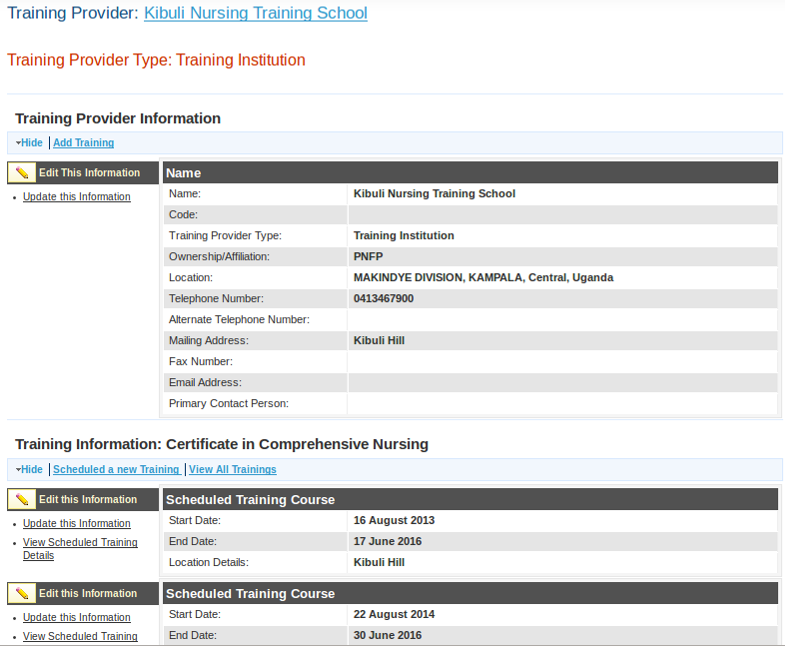 Training Provider: Kibuli Nursing Training School
Training Provider Type: Training Institution
Training Provider Information
Hide | Add Training
Edit This Information
Update this Information
Name
Name: Kibuli Nursing Training School
Code:
Training Provider Type: Training Institution
Ownership/Affiliation: PNFP
Location: MAKINDYE DIVISION, KAMPALA, Central, Uganda
Telephone Number: 0413467900
Alternate Telephone Number:
Mailing Address: Kibuli Hill
Fax Number:
Email Address:
Primary Contact Person:
Training Information: Certificate in Comprehensive Nursing
Hide | Scheduled a new Training | View All Trainings
Edit this Information
Update this Information
View Scheduled Training
Details
Scheduled Training Course
Start Date: 16 August 2013
End Date: 17 June 2016
Location Details: Kibuli Hill
Edit this Information
Update this Information
View Scheduled Training
Scheduled Training Course
Start Date: 22 August 2014
End Date: 30 June 2016